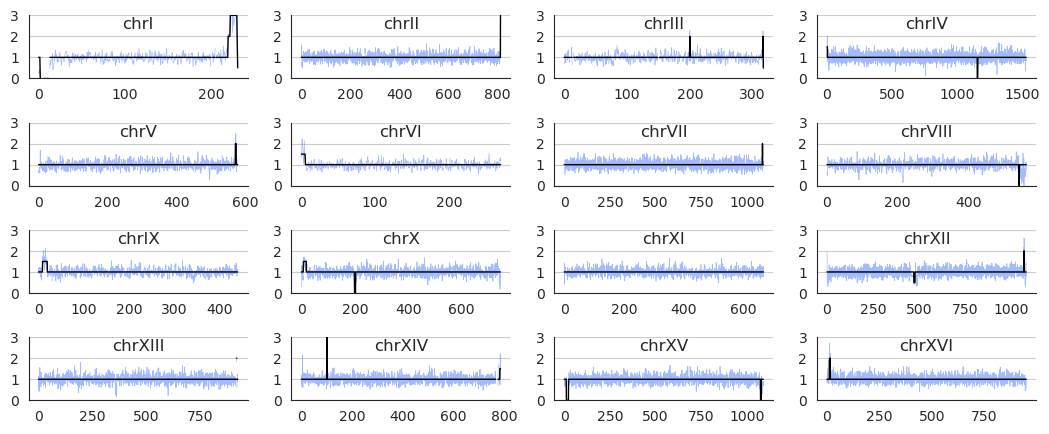 chrI chrII chrIII chrIV
3 3 3 3
2 2 2 2
1 1 1 1
0 0 0 0
0 100 200 0 200 400 600 800 0 100 200 300 0 500 1000 1500
chrV chrVI chrVII chrVIII
3 3 3 3
2 2 2 2
1 1 1 1
0 0 0 0
0 200 400 600 0 100 200 0 250 500 750 1000 0 200 400
chrIX chrX chrXI chrXII
3 3 3 3
2 2 2 2
1 1 1 1
0 0 0 0
0 100 200 300 400 0 200 400 600 0 200 400 600 0 250 500 750 1000
chrXIII chrXIV chrXV chrXVI
3 3 3 3
2 2 2 2
1 1 1 1
0 0 0 0
0 250 500 750 0 200 400 600 800 0 250 500 750 1000 0 250 500 750